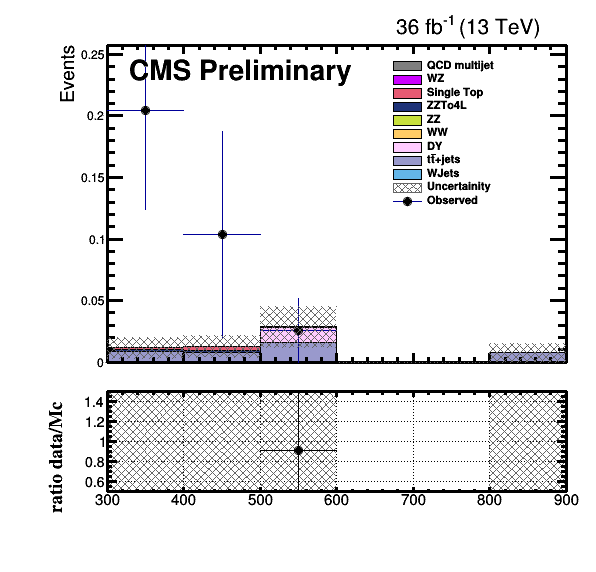 36 fb⁻¹ (13 TeV)
CMS Preliminary
Events
0.25
0.2
0.15
0.1
0.05
0
QCD multijet
WZ
Single Top
ZZTo4L
ZZ
WW
DY
tt̄+jets
WJets
Uncertainity
Observed
ratio data/Mc
1.4
1.2
1
0.8
0.6
300 400 500 600 700 800 900